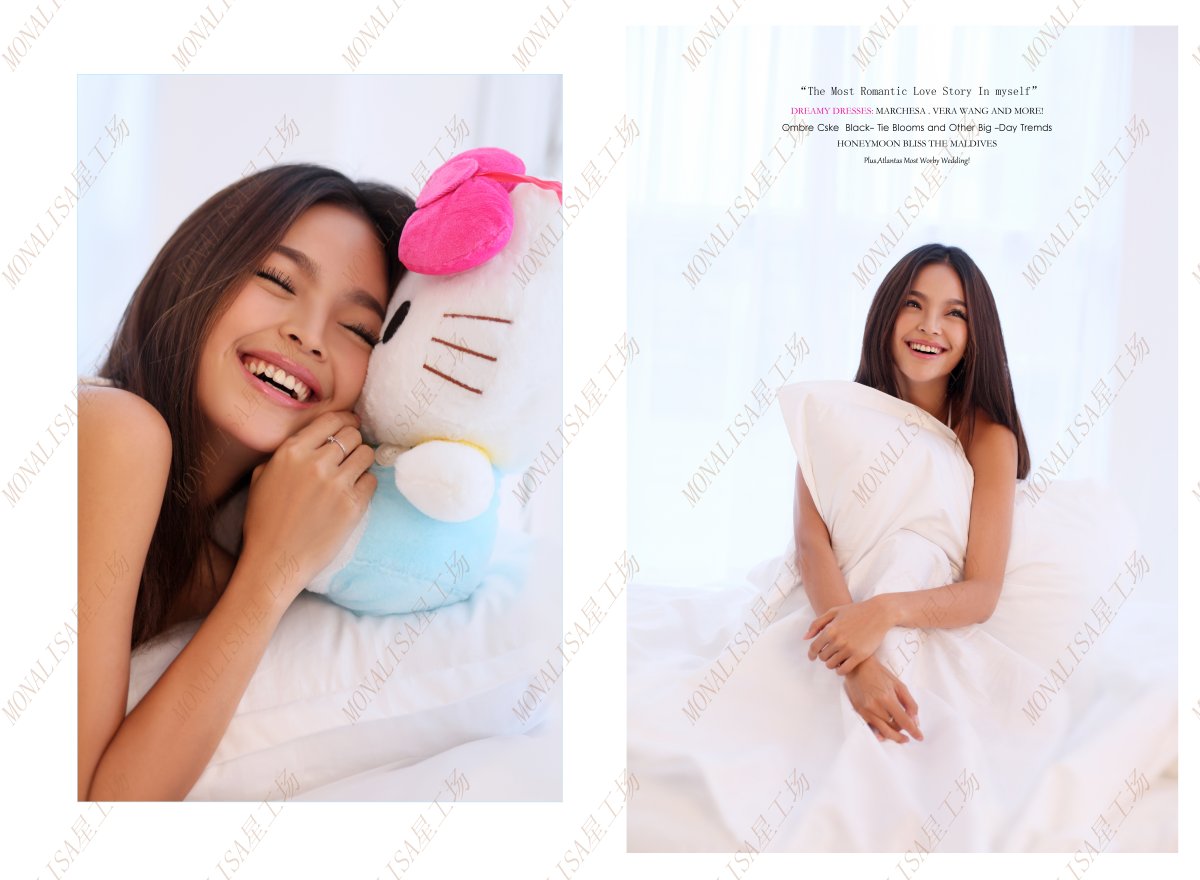 “The Most Romantic Love Story In myself”
DREAMY DRESSES: MARCHESA . VERA WANG AND MORE!
Ombre Cske Black– Tie Blooms and Other Big –Day Tremds
HONEYMOON BLISS THE MALDIVES
Plus,Atlantas Most Worby Wedding!
MONALISA星工场